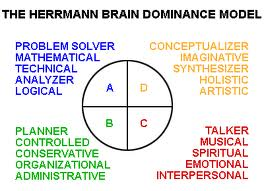 THE HERRMANN BRAIN DOMINANCE MODEL
PROBLEM SOLVER
MATHEMATICAL
TECHNICAL
ANALYZER
LOGICAL
CONCEPTUALIZER
IMAGINATIVE
SYNTHESIZER
HOLISTIC
ARTISTIC
A
D
B
C
PLANNER
CONTROLLED
CONSERVATIVE
ORGANIZATIONAL
ADMINISTRATIVE
TALKER
MUSICAL
SPIRITUAL
EMOTIONAL
INTERPERSONAL